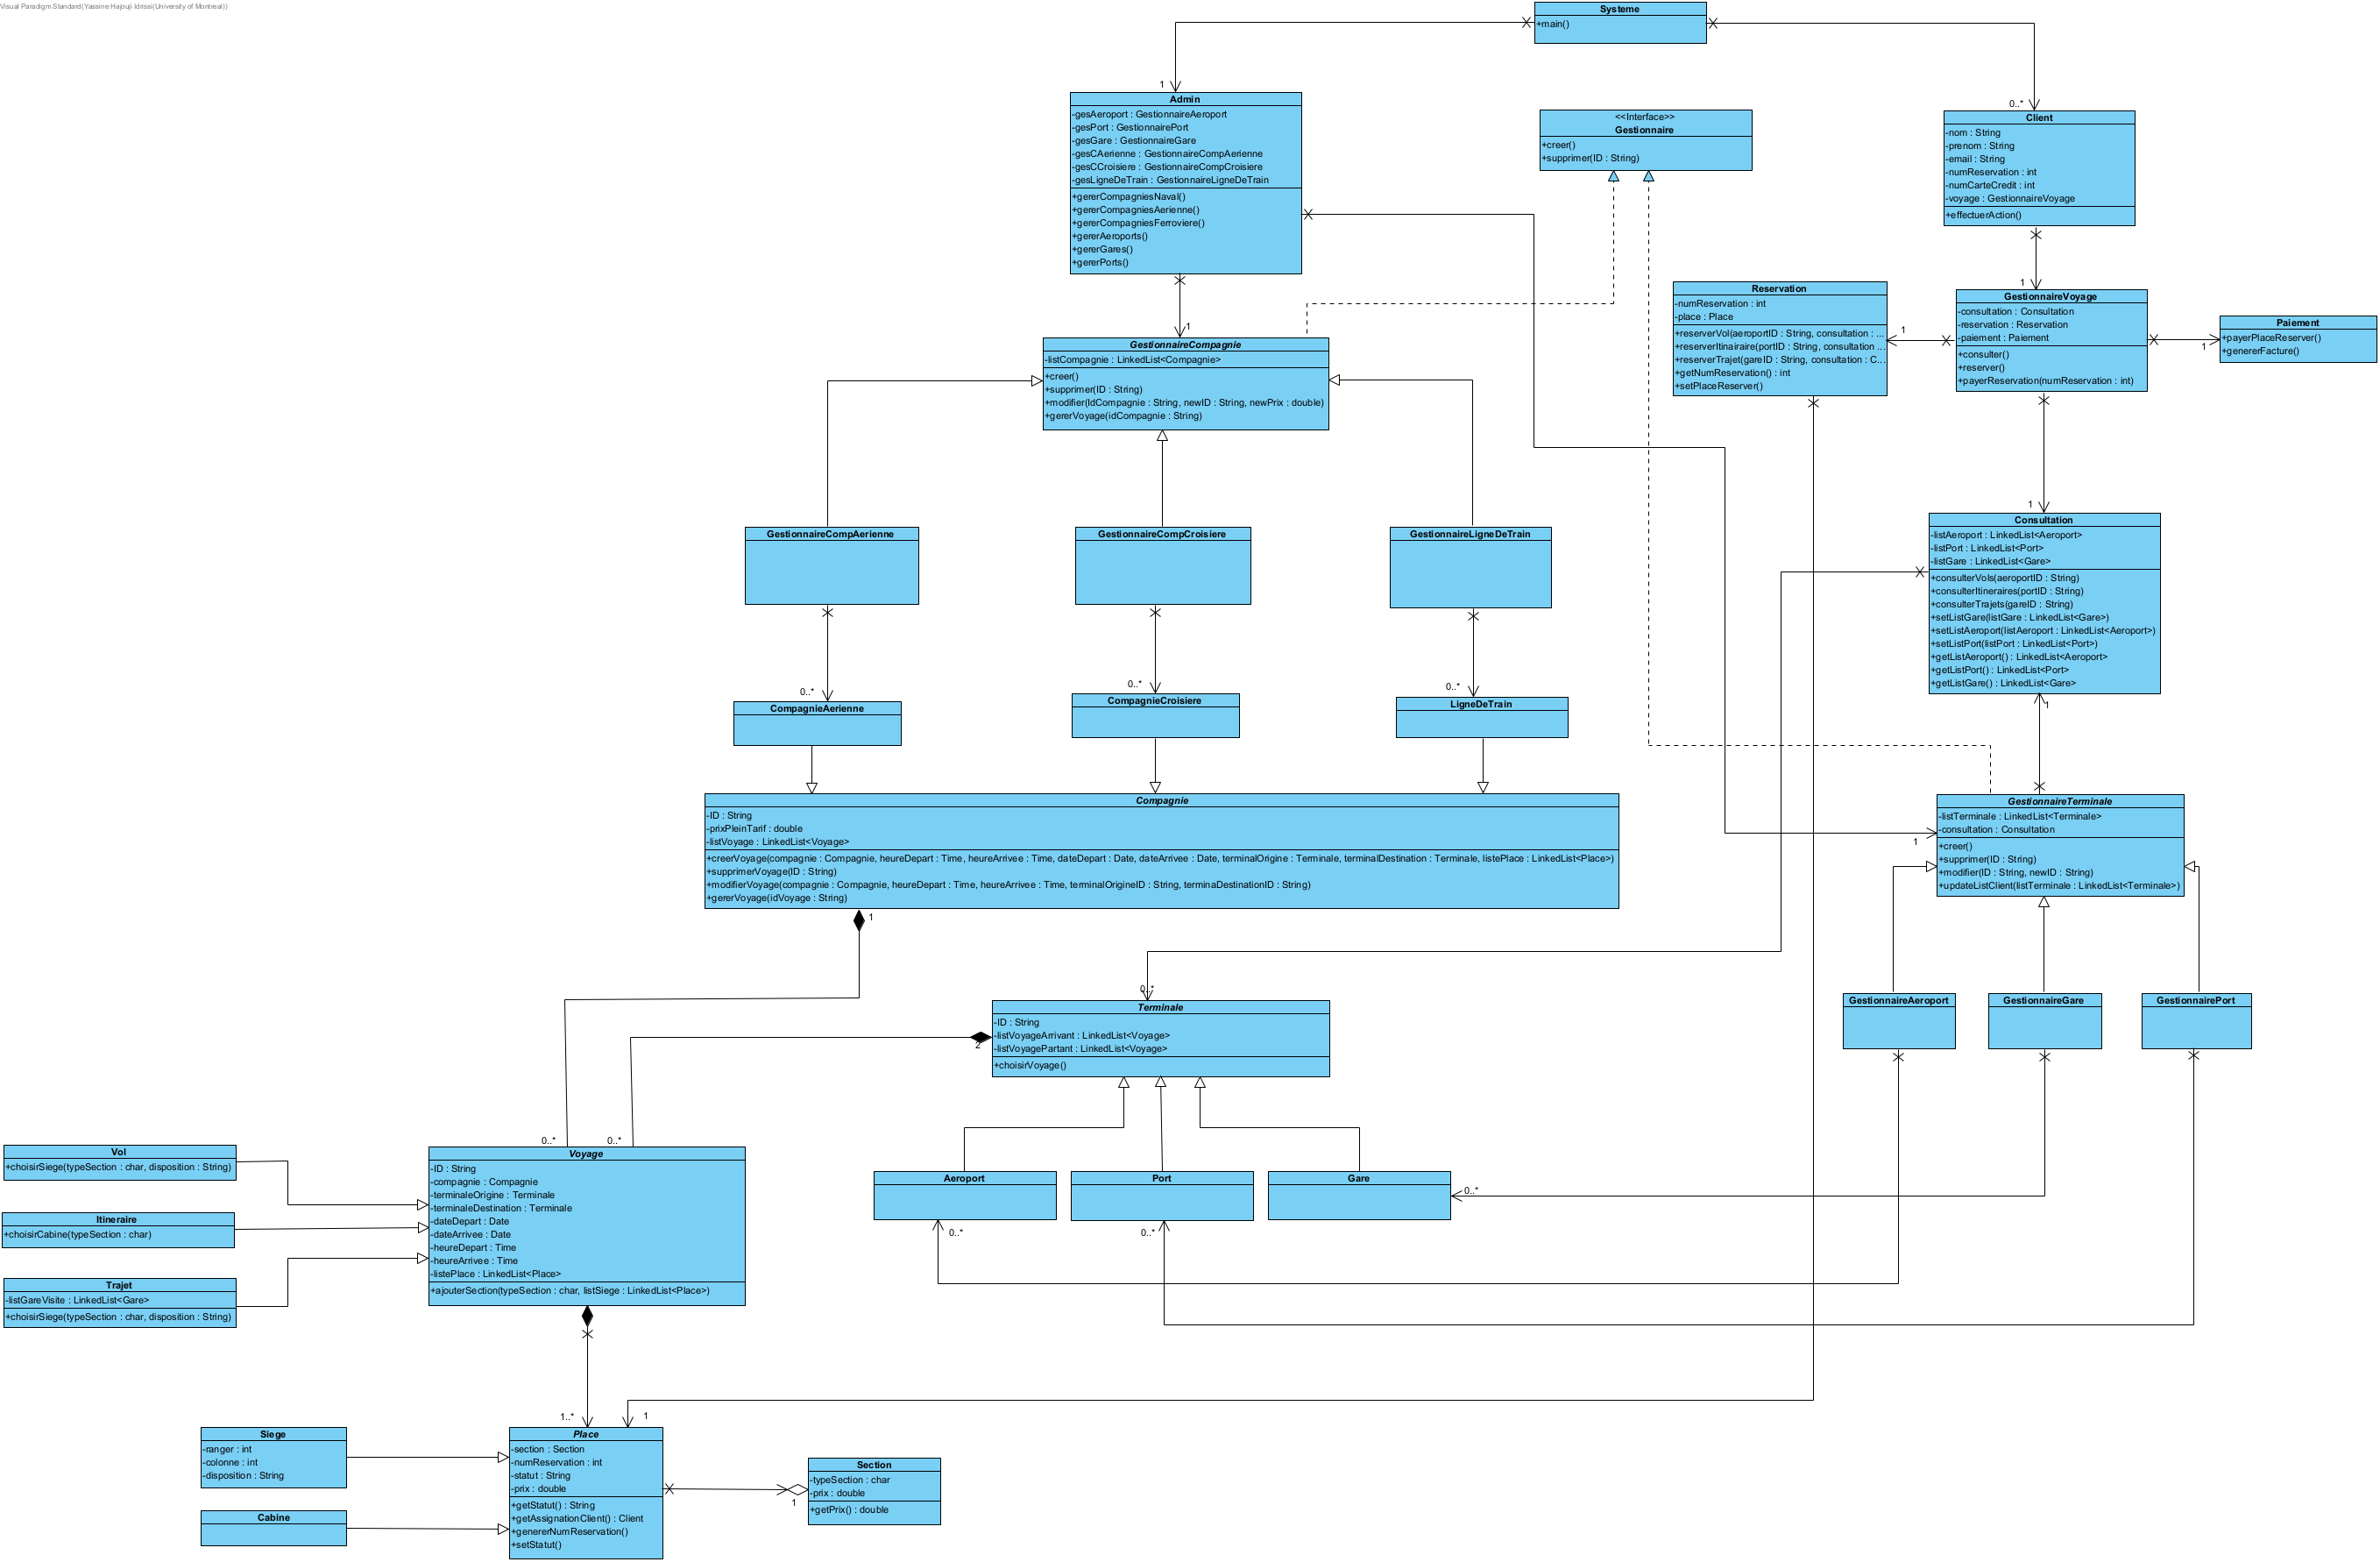 Visual Paradigm Standard(Yassine Hajouji Idrissi(University of Montreal))
Systeme
+main()
1
0..*
Admin
-gesAeroport : GestionnaireAeroport
-gesPort : GestionnairePort
-gesGare : GestionnaireGare
-gesCAerienne : GestionnaireCompAerienne
-gesCCroisiere : GestionnaireCompCroisiere
-gesLigneDeTrain : GestionnaireLigneDeTrain
+gererCompagniesNaval()
+gererCompagniesAerienne()
+gererCompagniesFerroviere()
+gererAeroports()
+gererGares()
+gererPorts()
<<Interface>>
Gestionnaire
+creer()
+supprimer(ID : String)
Client
-nom : String
-prenom : String
-email : String
-numReservation : int
-numCarteCredit : int
-voyage : GestionnaireVoyage
+effectuerAction()
1
1
Reservation
-numReservation : int
-place : Place
+reserverVol(aeroportID : String, consultation : ...
+reserverItinairaire(portID : String, consultation ...
+reserverTrajet(gareID : String, consultation : C...
+getNumReservation() : int
+setPlaceReserver()
1
GestionnaireVoyage
-consultation : Consultation
-reservation : Reservation
-paiement : Paiement
+consulter()
+reserver()
+payerReservation(numReservation : int)
1
Paiement
+payerPlaceReserver()
+genererFacture()
GestionnaireCompagnie
-listCompagnie : LinkedList<Compagnie>
+creer()
+supprimer(ID : String)
+modifier(IdCompagnie : String, newID : String, newPrix : double)
+gererVoyage(idCompagnie : String)
1
GestionnaireCompAerienne
GestionnaireCompCroisiere
GestionnaireLigneDeTrain
Consultation
-listAeroport : LinkedList<Aeroport>
-listPort : LinkedList<Port>
-listGare : LinkedList<Gare>
+consulterVols(aeroportID : String)
+consulterItineraires(portID : String)
+consulterTrajets(gareID : String)
+setListGare(listGare : LinkedList<Gare>)
+setListAeroport(listAeroport : LinkedList<Aeroport>)
+setListPort(listPort : LinkedList<Port>)
+getListAeroport() : LinkedList<Aeroport>
+getListPort() : LinkedList<Port>
+getListGare() : LinkedList<Gare>
0..*
0..*
0..*
1
CompagnieAerienne
CompagnieCroisiere
LigneDeTrain
Compagnie
-ID : String
-prixPleinTarif : double
-listVoyage : LinkedList<Voyage>
+creerVoyage(compagnie : Compagnie, heureDepart : Time, heureArrivee : Time, dateDepart : Date, dateArrivee : Date, terminalOrigine : Terminale, terminalDestination : Terminale, listePlace : LinkedList<Place>)
+supprimerVoyage(ID : String)
+modifierVoyage(compagnie : Compagnie, heureDepart : Time, heureArrivee : Time, terminalOrigineID : String, terminaDestinationID : String)
+gererVoyage(idVoyage : String)
1
GestionnaireTerminale
-listTerminale : LinkedList<Terminale>
-consultation : Consultation
+creer()
+supprimer(ID : String)
+modifier(ID : String, newID : String)
+updateListClient(listTerminale : LinkedList<Terminale>)
1
0..*
Terminale
-ID : String
-listVoyageArrivant : LinkedList<Voyage>
-listVoyagePartant : LinkedList<Voyage>
+choisirVoyage()
2
GestionnaireAeroport
GestionnaireGare
GestionnairePort
0..*
0..*
Vol
+choisirSiege(typeSection : char, disposition : String)
Itineraire
+choisirCabine(typeSection : char)
Trajet
-listGareVisite : LinkedList<Gare>
+choisirSiege(typeSection : char, disposition : String)
Voyage
-ID : String
-compagnie : Compagnie
-terminaleOrigine : Terminale
-terminaleDestination : Terminale
-dateDepart : Date
-dateArrivee : Date
-heureDepart : Time
-heureArrivee : Time
-listePlace : LinkedList<Place>
+ajouterSection(typeSection : char, listSiege : LinkedList<Place>)
Aeroport
Port
Gare
0..*
0..*
0..*
1..*
1
Siege
-ranger : int
-colonne : int
-disposition : String
Cabine
Place
-section : Section
-numReservation : int
-statut : String
-prix : double
+getStatut() : String
+getAssignationClient() : Client
+genererNumReservation()
+setStatut()
1
Section
-typeSection : char
-prix : double
+getPrix() : double